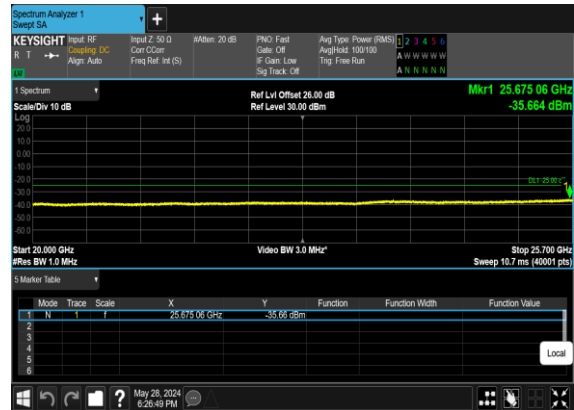 Spectrum Analyzer 1
Swept SA
+
KEYSIGHT Input: RF Input Z: 50 Ω #Atten: 20 dB PNO: Fast Avg Type: Power (RMS) 1 2 3 4 5 6
R T Coupling: DC Corr CCorr Gate: Off Avg|Hold: 100/100 A W W W W W
Align: Auto Freq Ref: Int (S) IF Gain: Low Trig: Free Run
LW Sig Track: Off A N N N N N
1 Spectrum Ref Lvl Offset 26.00 dB Mkr1 25.675 06 GHz
Scale/Div 10 dB Ref Level 30.00 dBm -35.664 dBm
Log
20.0
10.0
0.00
-10.0
-20.0
DL1 -25.00
-30.0
1
-40.0
-50.0
-60.0
Start 20.000 GHz Video BW 3.0 MHz* Stop 25.700 GHz
#Res BW 1.0 MHz Sweep 10.7 ms (40001 pts)
5 Marker Table
Mode Trace Scale X Y Function Function Width Function Value
1 N 1 f 25.675 06 GHz -35.66 dBm
2
3
4
5
6
Local
? May 28, 2024
6:26:49 PM